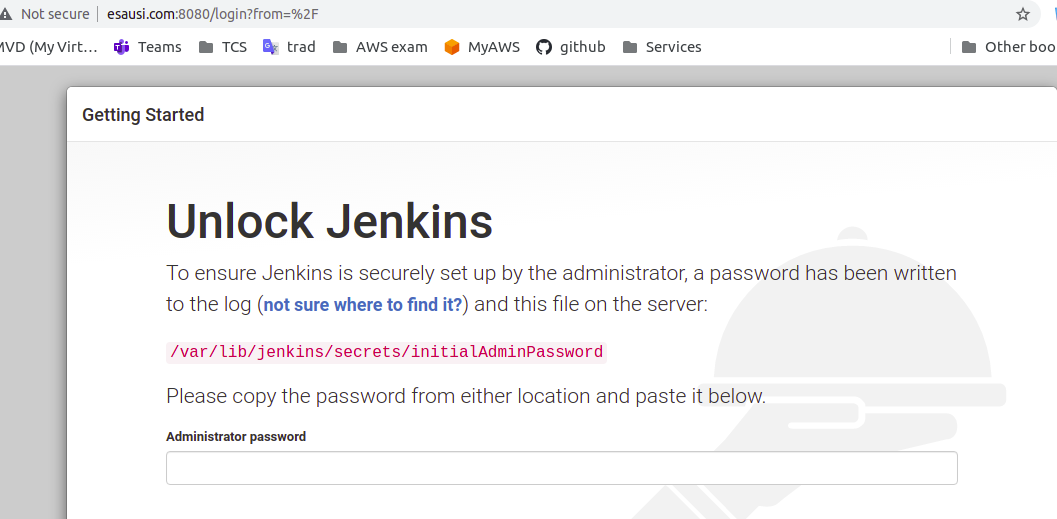 Not secure esausi.com:8080/login?from=%2F
MVD (My Virt... Teams TCS trad AWS exam MyAWS github Services Other boo
Getting Started
Unlock Jenkins
To ensure Jenkins is securely set up by the administrator, a password has been written
to the log (not sure where to find it?) and this file on the server:
/var/lib/jenkins/secrets/initialAdminPassword
Please copy the password from either location and paste it below.
Administrator password